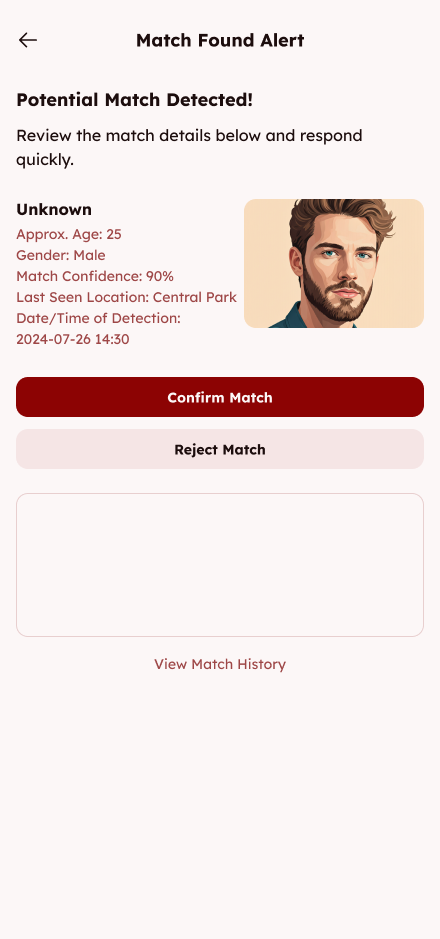 Match Found Alert
Potential Match Detected!
Review the match details below and respond
quickly.
Unknown
Approx. Age: 25
Gender: Male
Match Confidence: 90%
Last Seen Location: Central Park
Date/Time of Detection:
2024-07-26 14:30
Confirm Match
Reject Match
View Match History